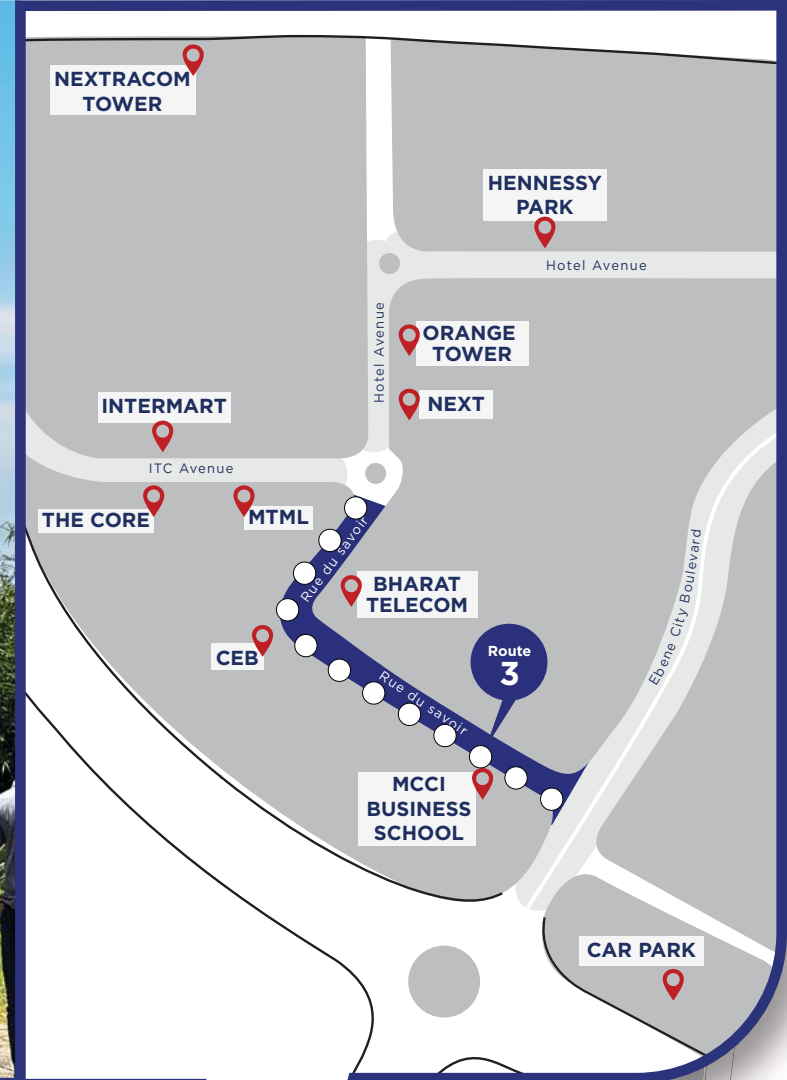 NEXTRACOM
TOWER
HENNESSY
PARK
Hotel Avenue
Hotel Avenue
ORANGE
TOWER
NEXT
INTERMART
ITC Avenue
THE CORE
MTML
Rue du savoir
BHARAT
TELECOM
CEB
Ebene City Boulevard
Route
3
Rue du savoir
MCCI
BUSINESS
SCHOOL
CAR PARK